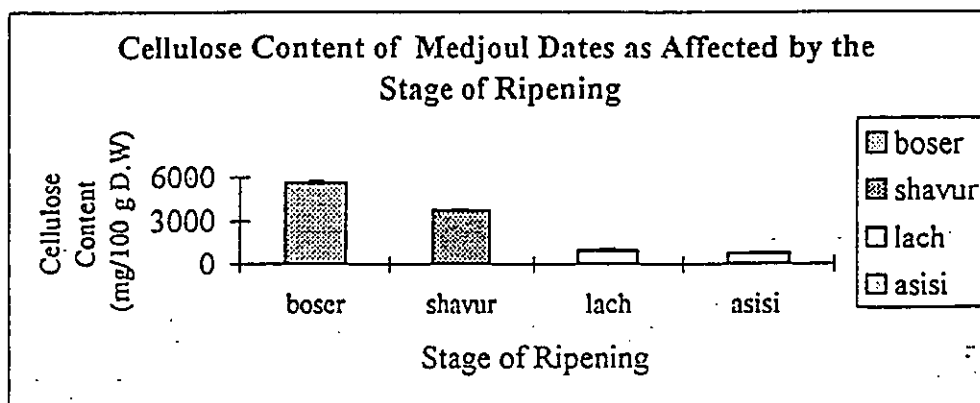 Cellulose Content of Medjoul Dates as Affected by the
Stage of Ripening
Cellulose
Content
(mg/100 g D.W)
6000
3000
0
boser
shavur
lach
asisi
Stage of Ripening
boser
shavur
lach
asisi